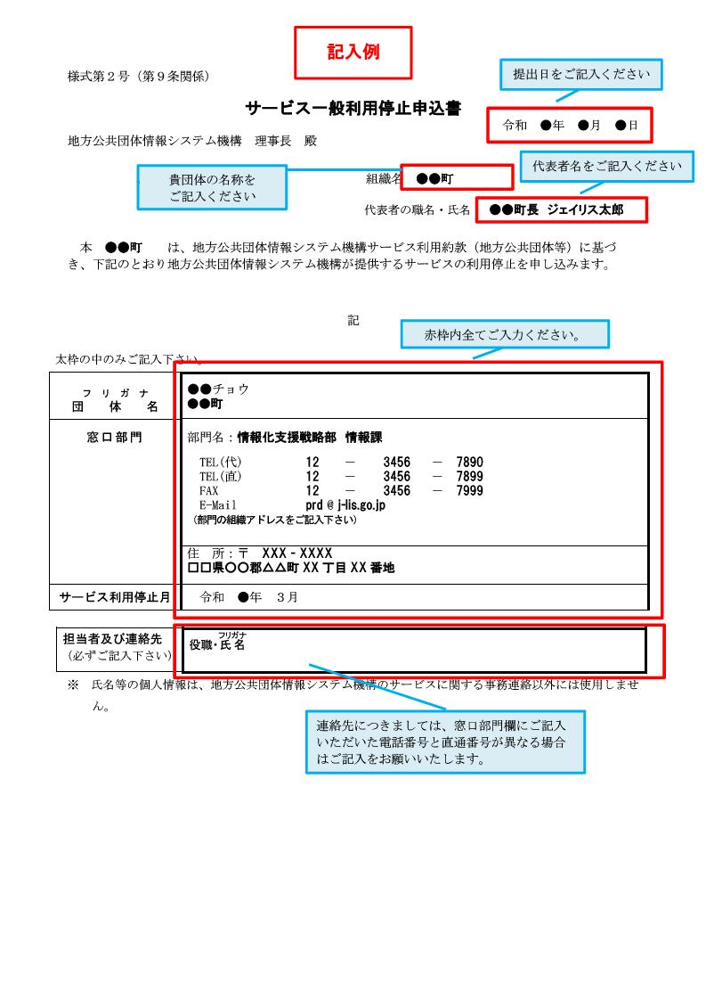 記入例
様式第２号（第９条関係）
提出日をご記入ください
サービス一般利用停止申込書
令和　●年　●月　●日
地方公共団体情報システム機構　理事長　殿
代表者名をご記入ください
貴団体の名称を
ご記入ください
組織名　●●町
代表者の職名・氏名　●●町長　ジェイリス太郎
本　●●町　　は、地方公共団体情報システム機構サービス利用約款（地方公共団体等）に基づ
き、下記のとおり地方公共団体情報システム機構が提供するサービスの利用停止を申し込みます。
記
赤枠内全てご入力ください。
太枠の中のみご記入下さい。
フリガナ
団　体　名
●●チョウ
●●町
窓口部門
部門名：情報化支援戦略部　情報課
TEL(代)　12　－　3456　－　7890
TEL(直)　12　－　3456　－　7899
FAX　12　－　3456　－　7999
E-Mail　prd @ j-lis.go.jp
（部門の組織アドレスをご記入下さい）
住　所：〒　XXX - XXXX
□□県〇〇郡△△町 XX 丁目 XX 番地
サービス利用停止月　令和　●年　３月
担当者及び連絡先
（必ずご記入下さい）
フリガナ
役職・氏名
※　氏名等の個人情報は、地方公共団体情報システム機構のサービスに関する事務連絡以外には使用しませ
ん。
連絡先につきましては、窓口部門欄にご記入
いただいた電話番号と直通番号が異なる場合
はご記入をお願いいたします。